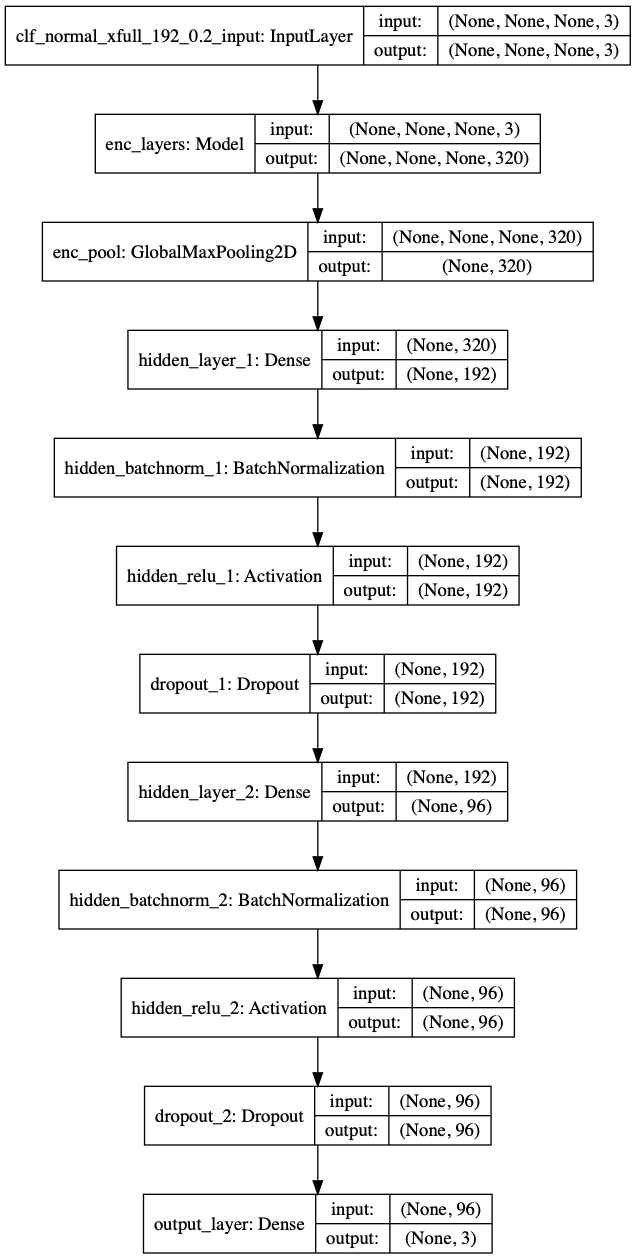 clf_normal_xfull_192_0.2_input: InputLayer
input: (None, None, None, 3)
output: (None, None, None, 3)
enc_layers: Model
input: (None, None, None, 3)
output: (None, None, None, 320)
enc_pool: GlobalMaxPooling2D
input: (None, None, None, 320)
output: (None, 320)
hidden_layer_1: Dense
input: (None, 320)
output: (None, 192)
hidden_batchnorm_1: BatchNormalization
input: (None, 192)
output: (None, 192)
hidden_relu_1: Activation
input: (None, 192)
output: (None, 192)
dropout_1: Dropout
input: (None, 192)
output: (None, 192)
hidden_layer_2: Dense
input: (None, 192)
output: (None, 96)
hidden_batchnorm_2: BatchNormalization
input: (None, 96)
output: (None, 96)
hidden_relu_2: Activation
input: (None, 96)
output: (None, 96)
dropout_2: Dropout
input: (None, 96)
output: (None, 96)
output_layer: Dense
input: (None, 96)
output: (None, 3)